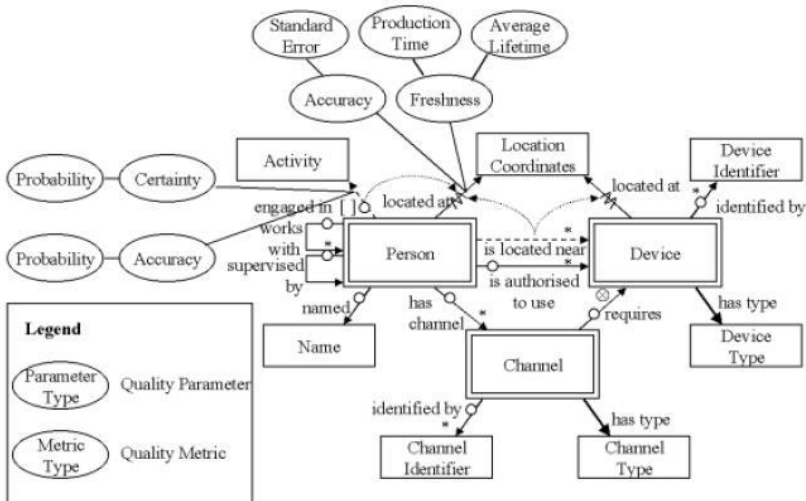 Standard
Error
Production
Time
Average
Lifetime
Accuracy
Freshness
Activity
Location
Coordinates
Device
Identifier
Probability
Certainty
engaged in [ ]
located at
located at
identified by
works
with
Person
is located near
Device
Probability
Accuracy
supervised
by
is authorised
to use
named
has
channel
requires
has type
Legend
Name
Channel
Device
Type
Parameter
Type
Quality Parameter
identified by
has type
Metric
Type
Quality Metric
Channel
Identifier
Channel
Type